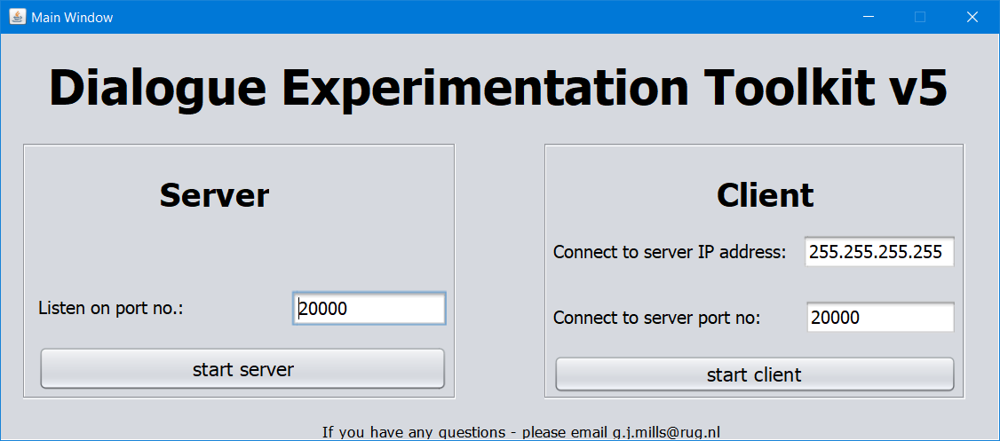 Main Window
Dialogue Experimentation Toolkit v5
Server
Listen on port no.:
20000
start server
Client
Connect to server IP address:
255.255.255.255
Connect to server port no:
20000
start client
If you have any questions - please email g.j.mills@rug.nl